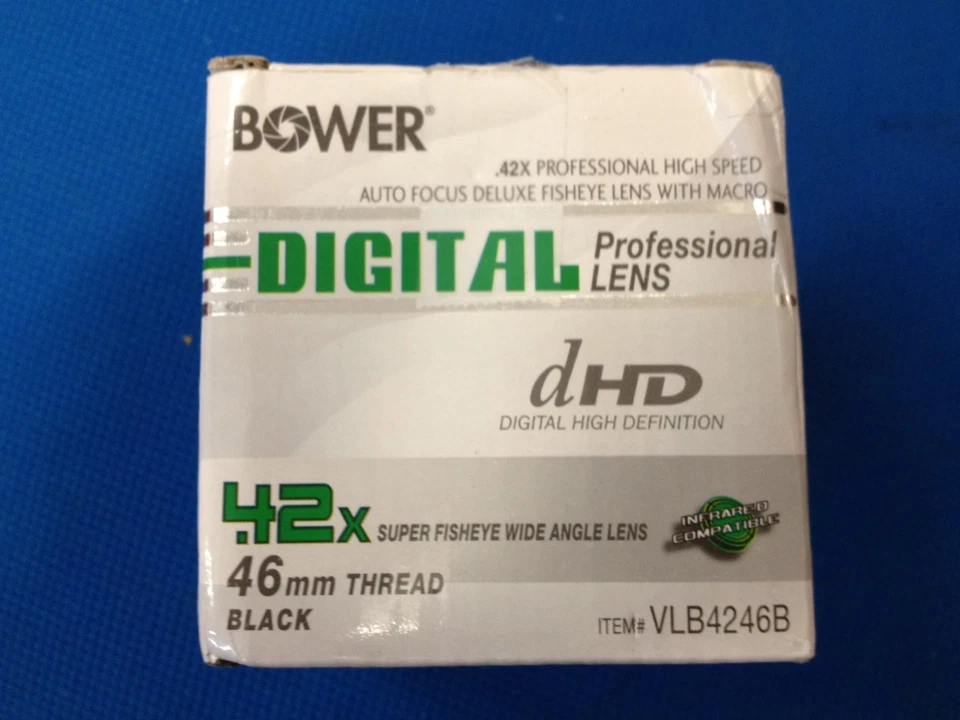 BOWER®
.42X PROFESSIONAL HIGH SPEED
AUTO FOCUS DELUXE FISHEYE LENS WITH MACRO
DIGITAL Professional
LENS
dHD
DIGITAL HIGH DEFINITION
.42x SUPER FISHEYE WIDE ANGLE LENS
INFRARED
COMPATIBLE
46mm THREAD
BLACK
ITEM# VLB4246B